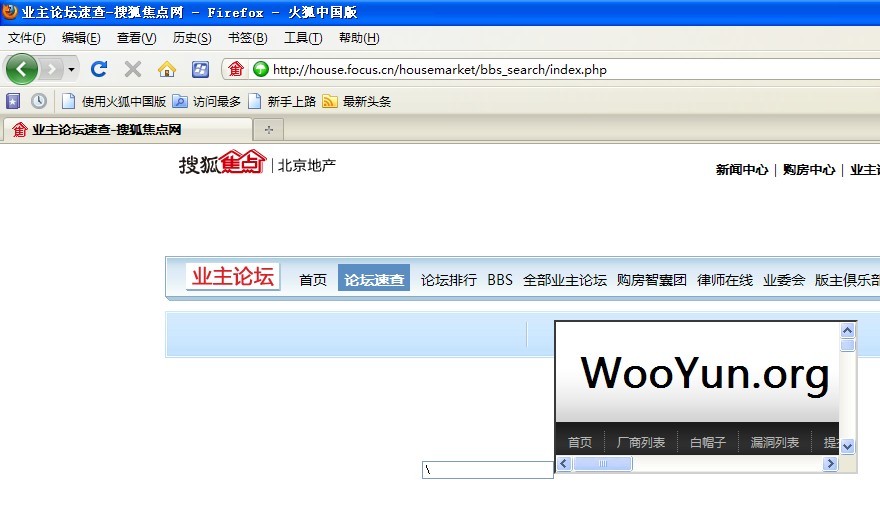 业主论坛速查-搜狐焦点网 - Firefox - 火狐中国版
文件(F) 编辑(E) 查看(V) 历史(S) 书签(B) 工具(T) 帮助(H)
http://house.focus.cn/housemarket/bbs_search/index.php
使用火狐中国版 访问最多 新手上路 最新头条
业主论坛速查-搜狐焦点网
搜狐焦点 | 北京地产
新闻中心 | 购房中心 | 业主
业主论坛 首页 论坛速查 论坛排行 BBS 全部业主论坛 购房智囊团 律师在线 业委会 版主俱乐部
WooYun.org
首页 厂商列表 白帽子 漏洞列表
\